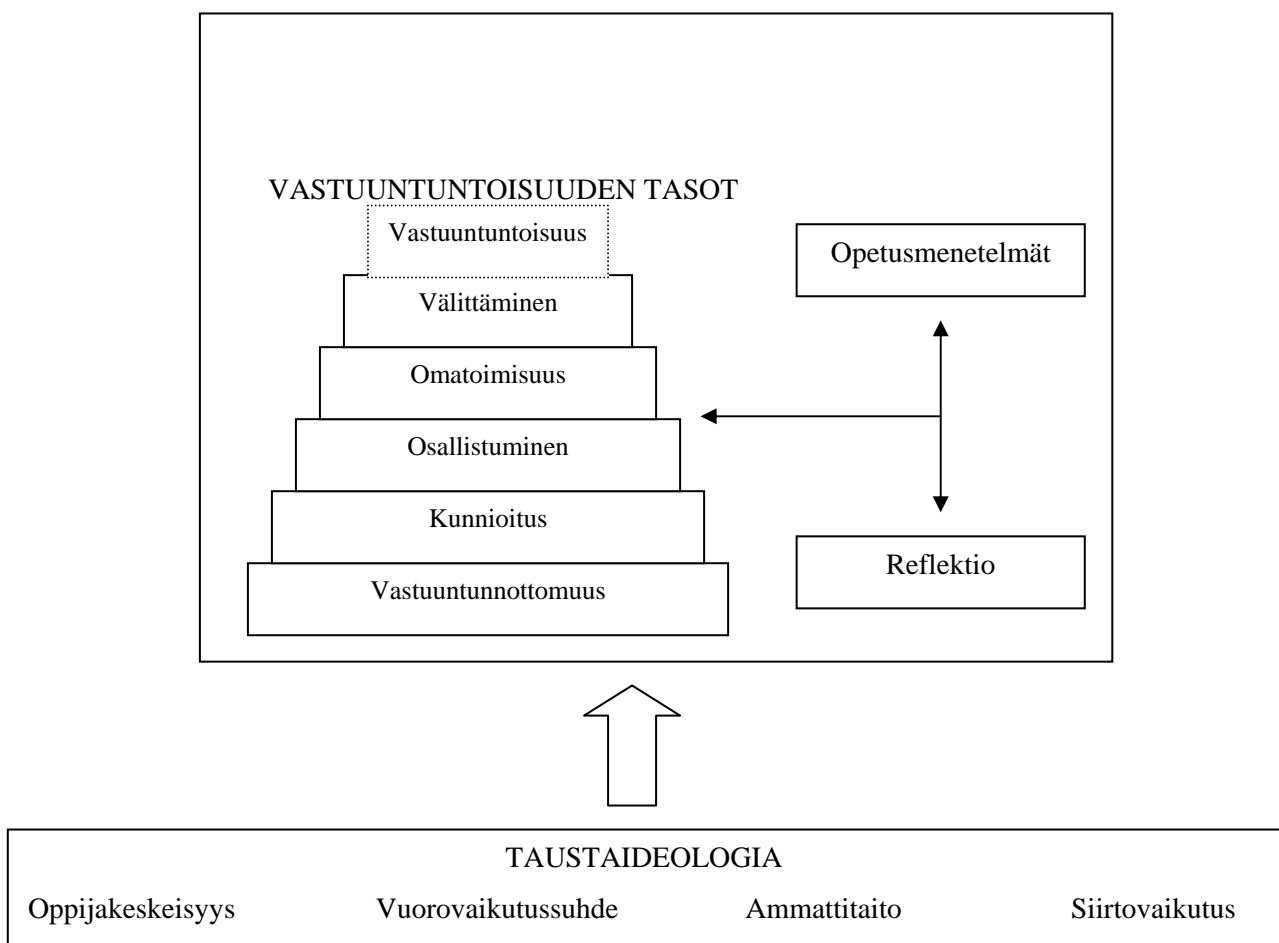 VASTUUNTUNTOISUUDEN TASOT
Vastuuntuntoisuus
Välittäminen
Omatoimisuus
Osallistuminen
Kunnioitus
Vastuuntunnottomuus
Opetusmenetelmät
Reflektio
TAUSTAIDEOLOGIA
Oppijakeskeisyys Vuorovaikutussuhde Ammattitaito Siirtovaikutus